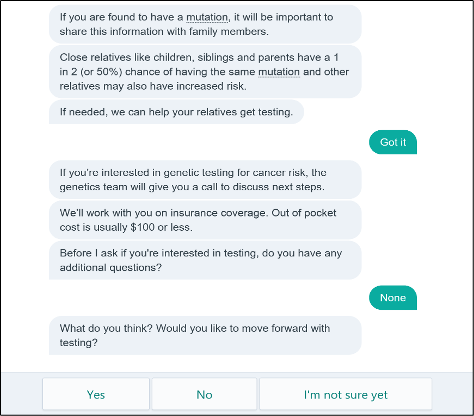 If you are found to have a mutation, it will be important to
share this information with family members.
Close relatives like children, siblings and parents have a 1
in 2 (or 50%) chance of having the same mutation and other
relatives may also have increased risk.
If needed, we can help your relatives get testing.
Got it
If you're interested in genetic testing for cancer risk, the
genetics team will give you a call to discuss next steps.
We'll work with you on insurance coverage. Out of pocket
cost is usually $100 or less.
Before I ask if you're interested in testing, do you have any
additional questions?
None
What do you think? Would you like to move forward with
testing?
Yes No I'm not sure yet